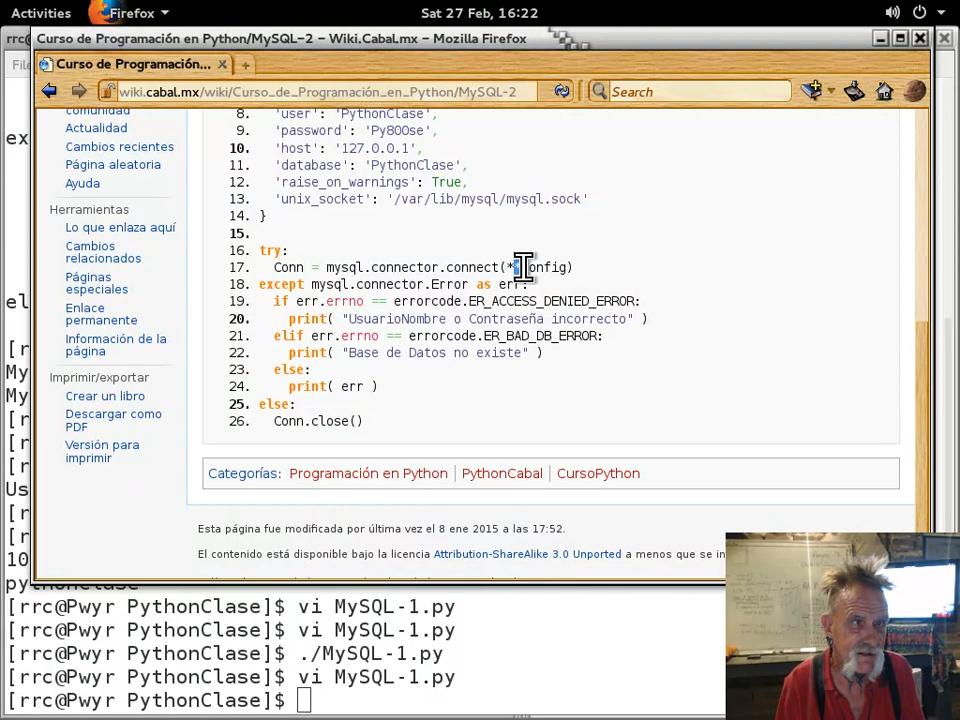 Activities
Firefox
Sat 27 Feb, 16:22
rrc@
Curso de Programación en Python/MySQL-2 – Wiki.Cabal.mx – Mozilla Firefox
File
Curso de Programación...
wiki.cabal.mx/wiki/Curso_de_Programación_en_Python/MySQL-2
Search
comunidad
Actualidad
Cambios recientes
Página aleatoria
Ayuda
Herramientas
Lo que enlaza aquí
Cambios
relacionados
Páginas
especiales
Enlace
permanente
Información de la
página
Imprimir/exportar
Crear un libro
Descargar como
PDF
Versión para
imprimir
8. 'user': 'PythonClase',
9. 'password': 'Py8OOse',
10. 'host': '127.0.0.1',
11. 'database': 'PythonClase',
12. 'raise_on_warnings': True,
13. 'unix_socket': '/var/lib/mysql/mysql.sock'
14. }
15.
16. try:
17. Conn = mysql.connector.connect(**Config)
18. except mysql.connector.Error as err:
19. if err.errno == errorcode.ER_ACCESS_DENIED_ERROR:
20. print( "UsuarioNombre o Contraseña incorrecto" )
21. elif err.errno == errorcode.ER_BAD_DB_ERROR:
22. print( "Base de Datos no existe" )
23. else:
24. print( err )
25. else:
26. Conn.close()
Categorías: Programación en Python | PythonCabal | CursoPython
Esta página fue modificada por última vez el 8 ene 2015 a las 17:52.
El contenido está disponible bajo la licencia Attribution-ShareAlike 3.0 Unported a menos que se in
ex
el
[r
My
My
[r
[r
[r
Us
[r
[r
10
pythonclase
[rrc@Pwyr PythonClase]$ vi MySQL-1.py
[rrc@Pwyr PythonClase]$ vi MySQL-1.py
[rrc@Pwyr PythonClase]$ ./MySQL-1.py
[rrc@Pwyr PythonClase]$ vi MySQL-1.py
[rrc@Pwyr PythonClase]$